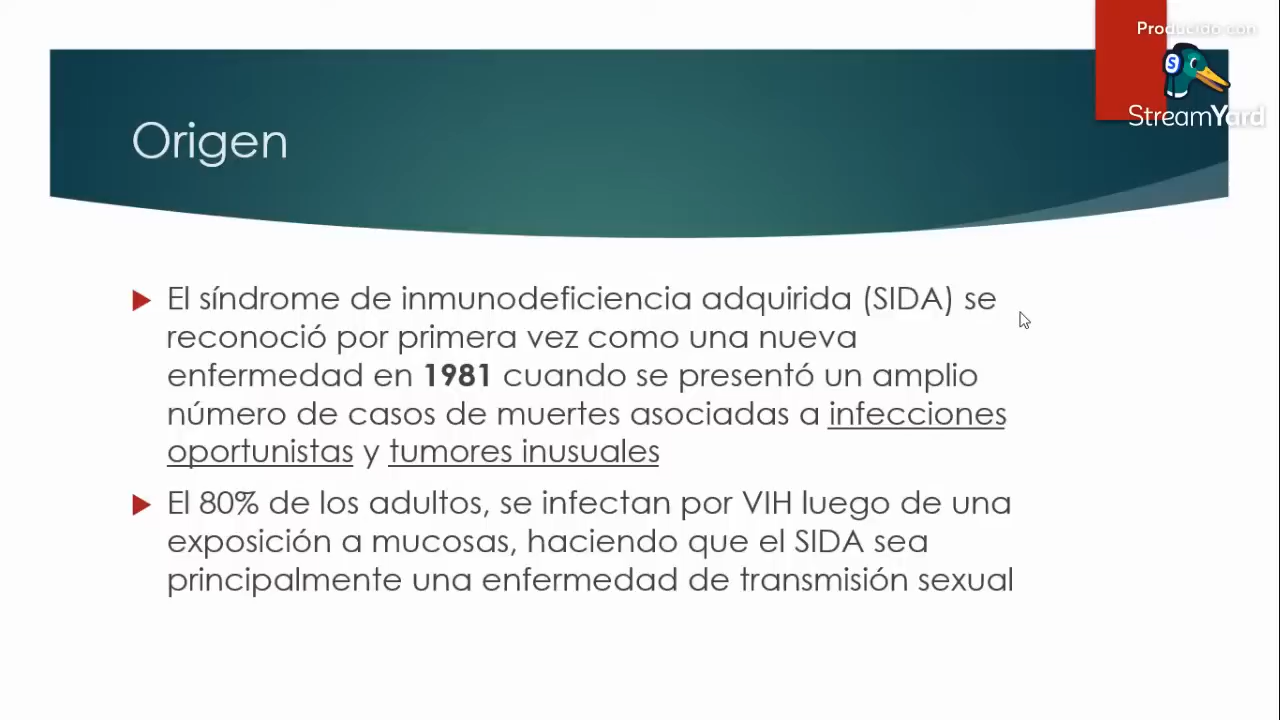 Producido con
StreamYard
Origen
El síndrome de inmunodeficiencia adquirida (SIDA) se
reconoció por primera vez como una nueva
enfermedad en 1981 cuando se presentó un amplio
número de casos de muertes asociadas a infecciones
oportunistas y tumores inusuales
El 80% de los adultos, se infectan por VIH luego de una
exposición a mucosas, haciendo que el SIDA sea
principalmente una enfermedad de transmisión sexual